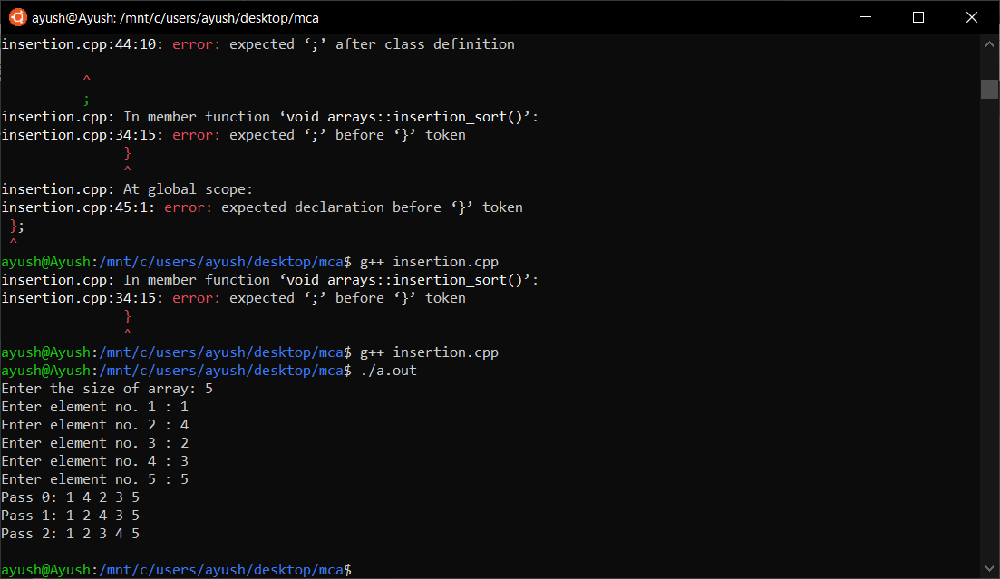 ayush@Ayush: /mnt/c/users/ayush/desktop/mca
insertion.cpp:44:10: error: expected ‘;’ after class definition
^
;
insertion.cpp: In member function ‘void arrays::insertion_sort()’:
insertion.cpp:34:15: error: expected ‘;’ before ‘}’ token
}
^
insertion.cpp: At global scope:
insertion.cpp:45:1: error: expected declaration before ‘}’ token
};
^
ayush@Ayush:/mnt/c/users/ayush/desktop/mca$ g++ insertion.cpp
insertion.cpp: In member function ‘void arrays::insertion_sort()’:
insertion.cpp:34:15: error: expected ‘;’ before ‘}’ token
}
^
ayush@Ayush:/mnt/c/users/ayush/desktop/mca$ g++ insertion.cpp
ayush@Ayush:/mnt/c/users/ayush/desktop/mca$ ./a.out
Enter the size of array: 5
Enter element no. 1 : 1
Enter element no. 2 : 4
Enter element no. 3 : 2
Enter element no. 4 : 3
Enter element no. 5 : 5
Pass 0: 1 4 2 3 5
Pass 1: 1 2 4 3 5
Pass 2: 1 2 3 4 5
ayush@Ayush:/mnt/c/users/ayush/desktop/mca$